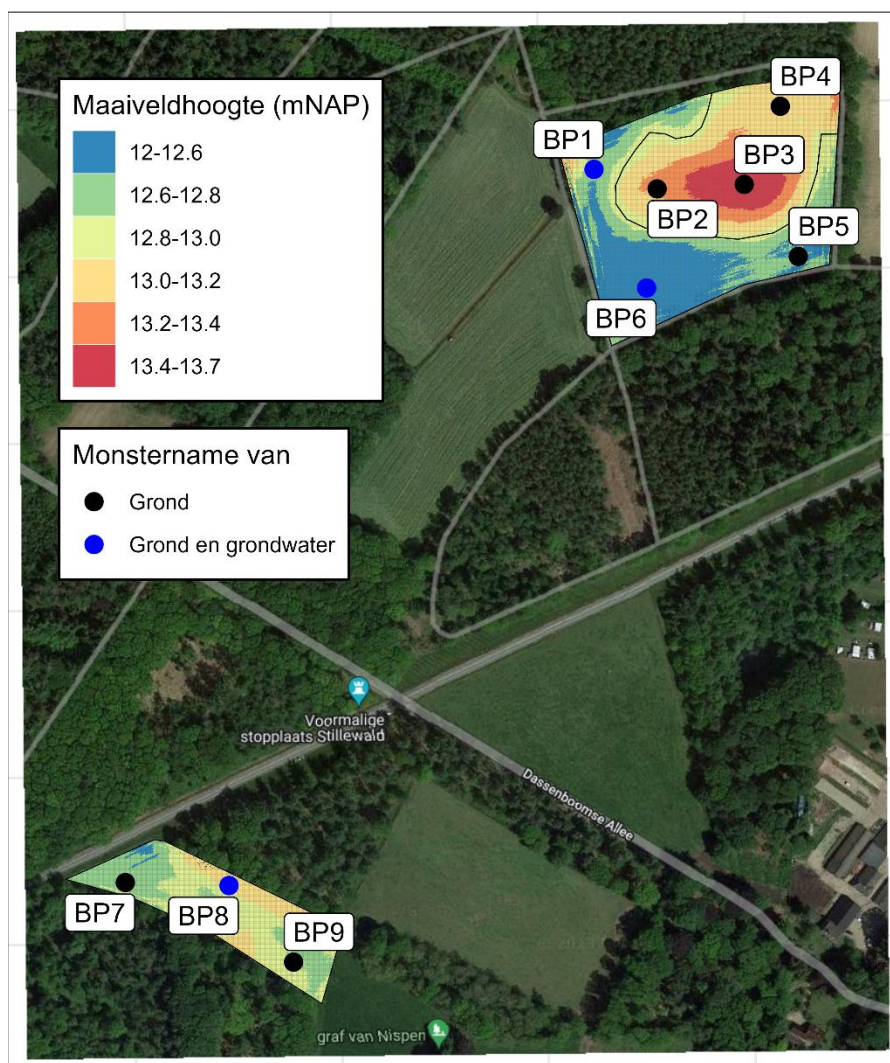 Maaiveldhoogte (mNAP)
12-12.6
12.6-12.8
12.8-13.0
13.0-13.2
13.2-13.4
13.4-13.7
Monstername van
Grond
Grond en grondwater
BP4
BP1
BP3
BP2
BP5
BP6
Voormalige
stopplaats Stillewald
Dassenboomse Allee
BP7
BP8
BP9
graf van Nispen